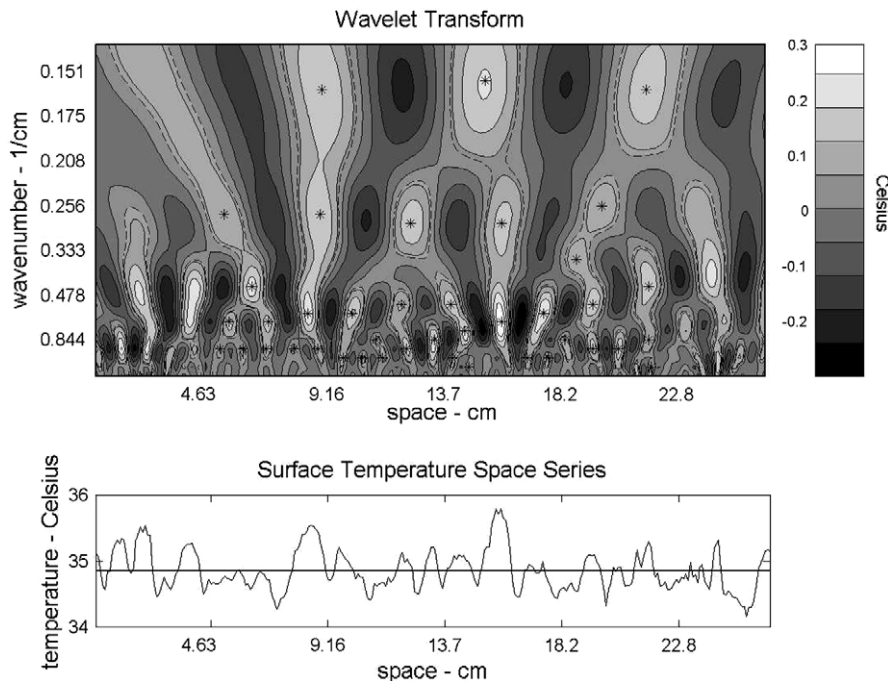 Wavelet Transform
wavenumber - 1/cm
0.151
0.175
0.208
0.256
0.333
0.478
0.844
4.63 9.16 13.7 18.2 22.8
space - cm
0.3
0.2
0.1
0
-0.1
-0.2
Celsius
Surface Temperature Space Series
temperature - Celsius
36
35
34
4.63 9.16 13.7 18.2 22.8
space - cm